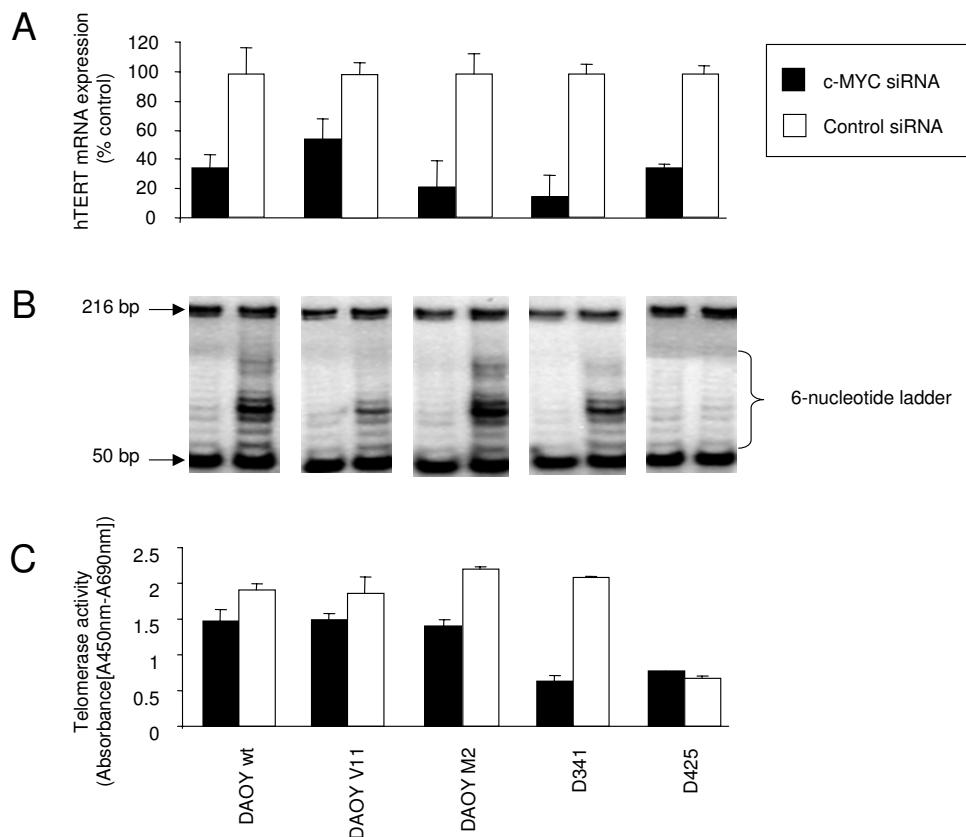 A
hTERT mRNA expression
(% control)
120
100
80
60
40
20
0
c-MYC siRNA
Control siRNA
B
216 bp
50 bp
6-nucleotide ladder
C
Telomerase activity
(Absorbance[A450nm-A690nm])
2.5
2
1.5
1
0.5
0
DAOY wt
DAOY V11
DAOY M2
D341
D425